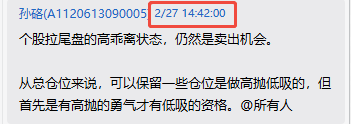 孙硌(A1120613090005 2/27 14:42:00
个股拉尾盘的高乖离状态，仍然是卖出机会。
从总仓位来说，可以保留一些仓位是做高抛低吸的，但
首先是有高抛的勇气才有低吸的资格。@所有人